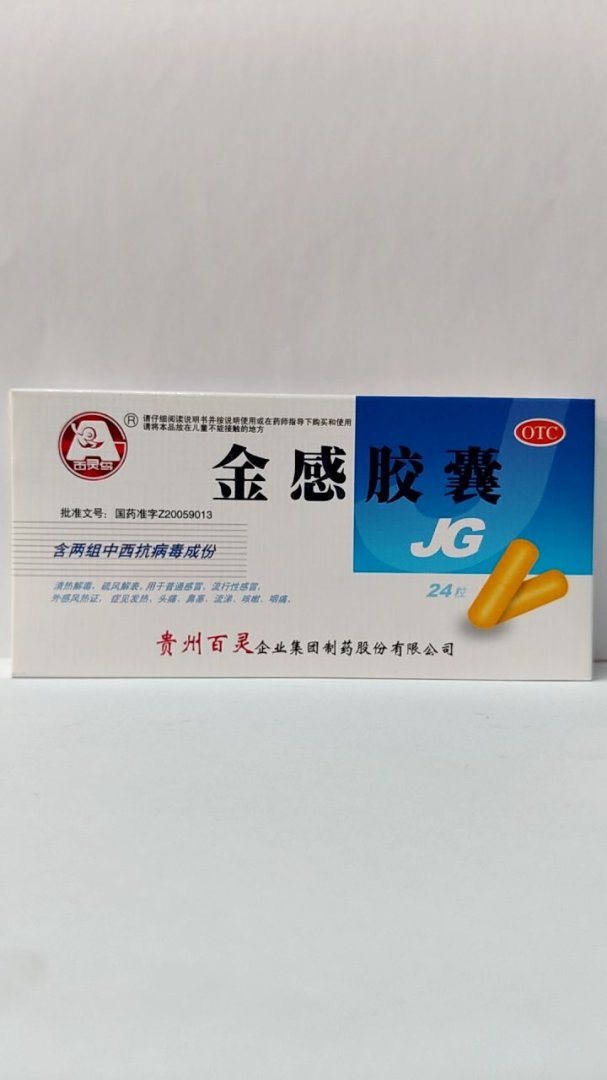 百灵鸟
®
请仔细阅读说明书并按说明使用或在药师指导下购买和使用
请将本品放在儿童不能接触的地方
OTC
金感胶囊
批准文号：国药准字Z20059013
JG
含两组中西抗病毒成份
清热解毒，疏风解表，用于普通感冒，流行性感冒，
外感风热证，症见发热、头痛、鼻塞、流涕、咳嗽、咽痛。
24粒
贵州百灵企业集团制药股份有限公司